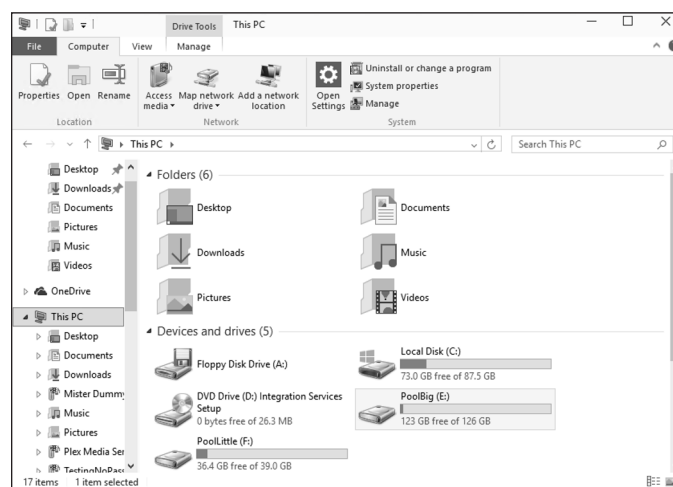 Drive Tools This PC
File Computer View Manage
Properties Open Rename
Access media Map network drive Add a network location
Open Settings
Uninstall or change a program
System properties
Manage
Location Network System
This PC
Search This PC
Desktop
Downloads
Documents
Pictures
Music
Videos
OneDrive
This PC
Desktop
Documents
Downloads
Mister Dummy
Music
Pictures
Plex Media Ser
TestingNoPas
Folders (6)
Desktop
Documents
Downloads
Music
Pictures
Videos
Devices and drives (5)
Floppy Disk Drive (A:)
Local Disk (C:)
73.0 GB free of 87.5 GB
DVD Drive (D:) Integration Services
Setup
0 bytes free of 26.3 MB
PoolBig (E:)
123 GB free of 126 GB
PoolLittle (F:)
36.4 GB free of 39.0 GB
17 items 1 item selected